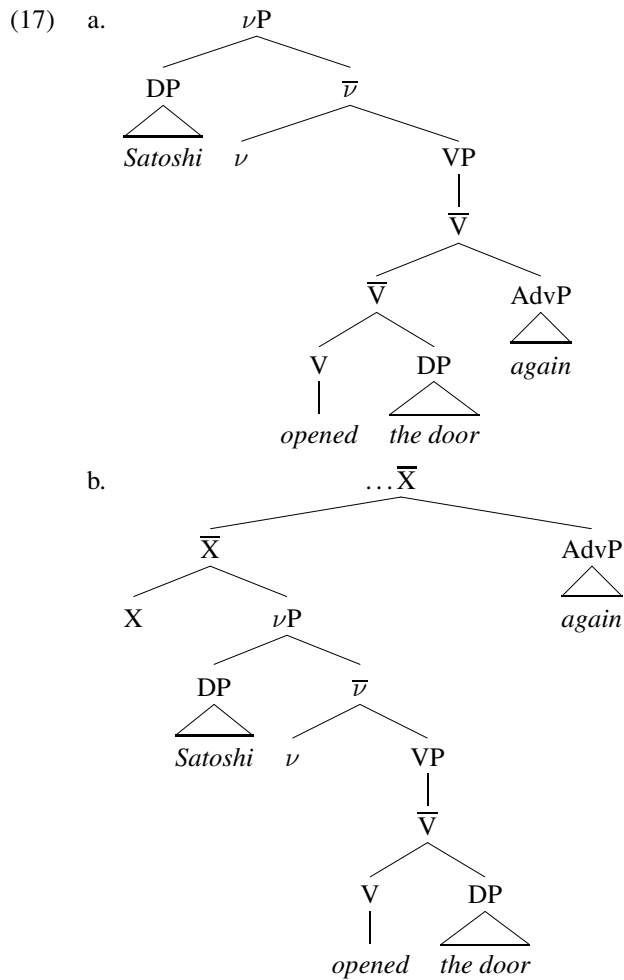 (17) a. νP
DP ν̅
Satoshi ν VP
V̅
V̅ AdvP
V DP again
opened the door
b. …X̅
X̅ AdvP
X νP again
DP ν̅
Satoshi ν VP
V̅
V DP
opened the door